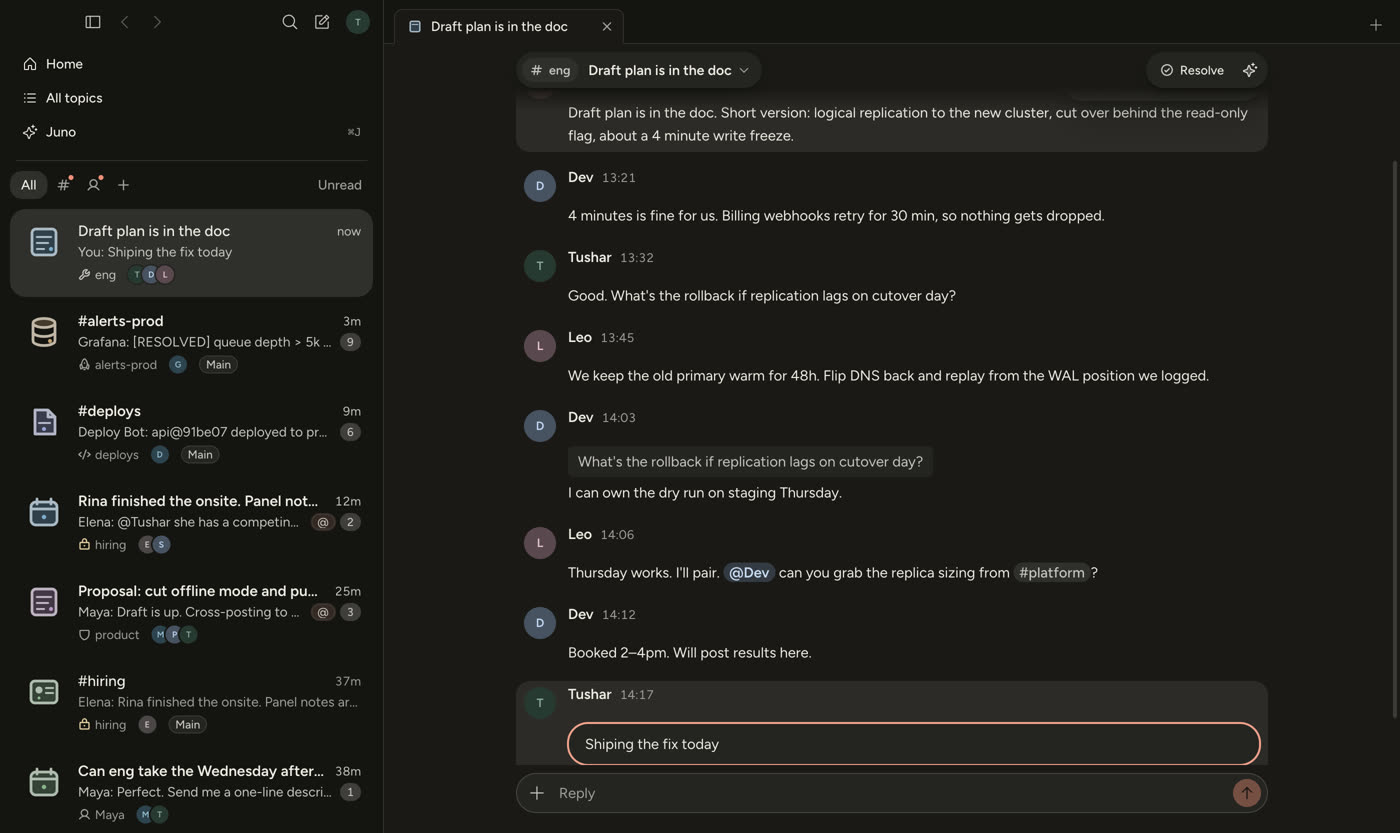 T
Home
All topics
Juno ⌘J
All # + Unread
Draft plan is in the doc now
You: Shiping the fix today
eng T D L
#alerts-prod 3m
Grafana: [RESOLVED] queue depth > 5k ... 9
alerts-prod G Main
#deploys 9m
Deploy Bot: api@91be07 deployed to pr... 6
deploys D Main
Rina finished the onsite. Panel not... 12m
Elena: @Tushar she has a competin... @ 2
hiring E S
Proposal: cut offline mode and pu... 25m
Maya: Draft is up. Cross-posting to ... @ 3
product M P T
#hiring 37m
Elena: Rina finished the onsite. Panel notes ar...
hiring E Main
Can eng take the Wednesday after... 38m
Maya: Perfect. Send me a one-line descri... 1
Maya M T
Draft plan is in the doc
# eng Draft plan is in the doc Resolve
Draft plan is in the doc. Short version: logical replication to the new cluster, cut over behind the read-only
flag, about a 4 minute write freeze.
D Dev 13:21
4 minutes is fine for us. Billing webhooks retry for 30 min, so nothing gets dropped.
T Tushar 13:32
Good. What's the rollback if replication lags on cutover day?
L Leo 13:45
We keep the old primary warm for 48h. Flip DNS back and replay from the WAL position we logged.
D Dev 14:03
What's the rollback if replication lags on cutover day?
I can own the dry run on staging Thursday.
L Leo 14:06
Thursday works. I'll pair. @Dev can you grab the replica sizing from #platform ?
D Dev 14:12
Booked 2–4pm. Will post results here.
T Tushar 14:17
Shiping the fix today
Reply